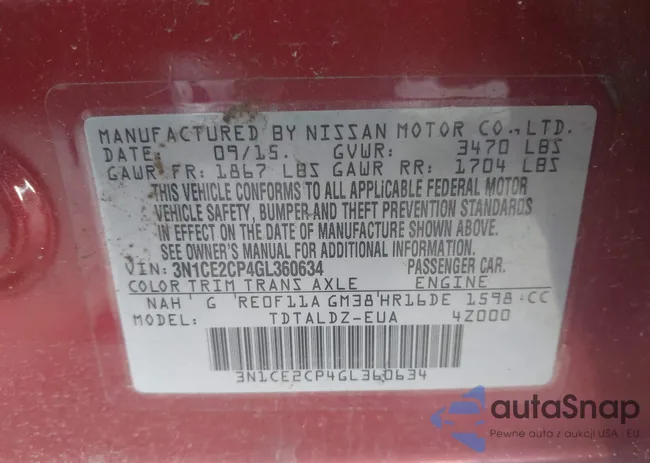 MANUFACTURED BY NISSAN MOTOR CO., LTD.
DATE: 09/15. GVWR: 3470 LBS
GAWR FR: 1867 LBS GAWR RR: 1704 LBS
THIS VEHICLE CONFORMS TO ALL APPLICABLE FEDERAL MOTOR
VEHICLE SAFETY, BUMPER AND THEFT PREVENTION STANDARDS
IN EFFECT ON THE DATE OF MANUFACTURE SHOWN ABOVE.
SEE OWNER'S MANUAL FOR ADDITIONAL INFORMATION.
VIN: 3N1CE2CP4GL360634 PASSENGER CAR.
COLOR TRIM TRANS AXLE ENGINE
NAH G RE0F11A GM38 HR16DE 1598 CC
MODEL: TDTALDZ-EUA 4Z000
3N1CE2CP4GL360634
autaSnap
Pewne auta z aukcji USA i EU